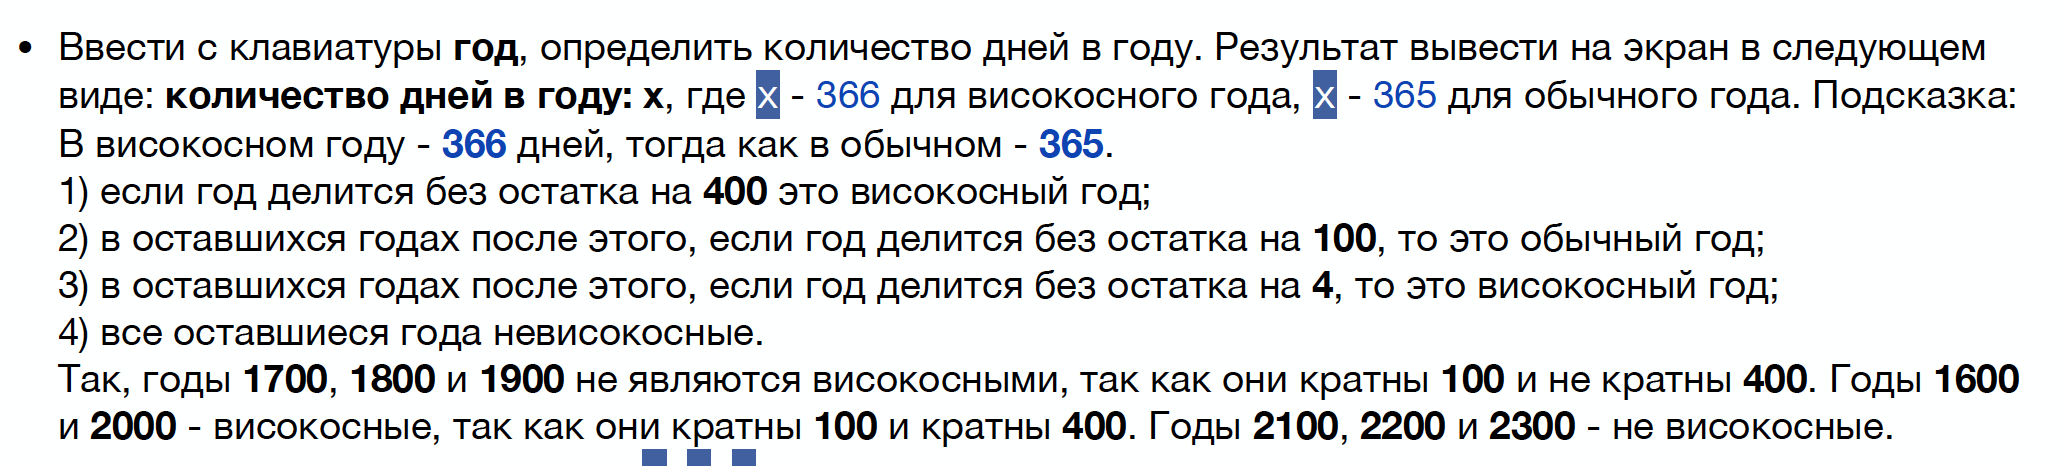 • Ввести с клавиатуры год, определить количество дней в году. Результат вывести на экран в следующем
виде: количество дней в году: x, где x - 366 для високосного года, x - 365 для обычного года. Подсказка:
В високосном году - 366 дней, тогда как в обычном - 365.
1) если год делится без остатка на 400 это високосный год;
2) в оставшихся годах после этого, если год делится без остатка на 100, то это обычный год;
3) в оставшихся годах после этого, если год делится без остатка на 4, то это високосный год;
4) все оставшиеся года невисокосные.
Так, годы 1700, 1800 и 1900 не являются високосными, так как они кратны 100 и не кратны 400. Годы 1600
и 2000 - високосные, так как они кратны 100 и кратны 400. Годы 2100, 2200 и 2300 - не високосные.